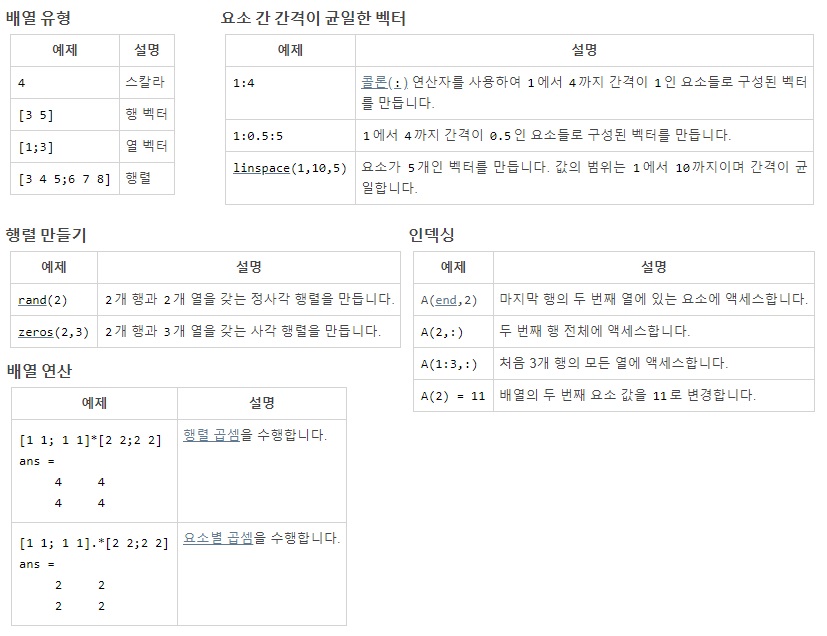 배열 유형
예제 설명
4 스칼라
[3 5] 행 벡터
[1;3] 열 벡터
[3 4 5;6 7 8] 행렬
요소 간 간격이 균일한 벡터
예제 설명
1:4 콜론(:) 연산자를 사용하여 1에서 4까지 간격이 1인 요소들로 구성된 벡터
를 만듭니다.
1:0.5:5 1에서 4까지 간격이 0.5인 요소들로 구성된 벡터를 만듭니다.
linspace(1,10,5) 요소가 5개인 벡터를 만듭니다. 값의 범위는 1에서 10까지이며 간격이 균
일합니다.
행렬 만들기
예제 설명
rand(2) 2개 행과 2개 열을 갖는 정사각 행렬을 만듭니다.
zeros(2,3) 2개 행과 3개 열을 갖는 사각 행렬을 만듭니다.
인덱싱
예제 설명
A(end,2) 마지막 행의 두 번째 열에 있는 요소에 액세스합니다.
A(2,:) 두 번째 행 전체에 액세스합니다.
A(1:3,:) 처음 3개 행의 모든 열에 액세스합니다.
A(2) = 11 배열의 두 번째 요소 값을 11로 변경합니다.
배열 연산
예제 설명
[1 1; 1 1]*[2 2;2 2] 행렬 곱셈을 수행합니다.
ans =
4 4
4 4
[1 1; 1 1].*[2 2;2 2] 요소별 곱셈을 수행합니다.
ans =
2 2
2 2